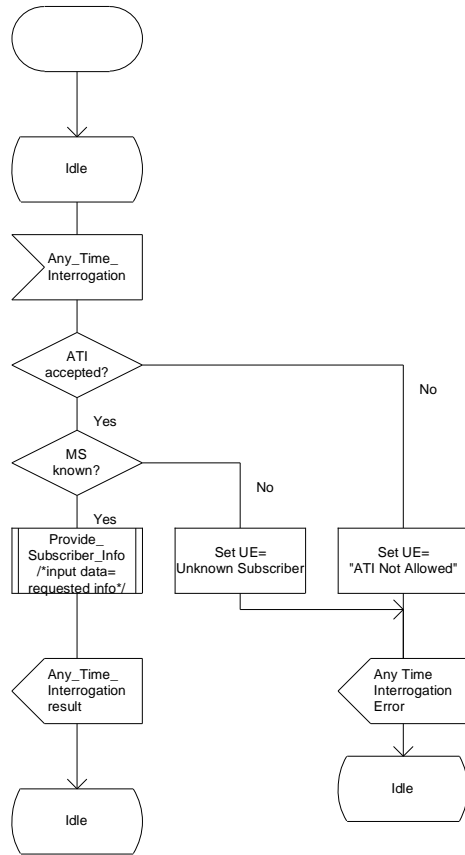 Idle
Any_Time_
Interrogation
ATI
accepted?
No
Yes
MS
known?
No
Yes
Provide_
Subscriber_Info
/*input data=
requested info*/
Set UE=
Unknown Subscriber
Set UE=
"ATI Not Allowed"
Any_Time_
Interrogation
result
Any Time
Interrogation
Error
Idle
Idle